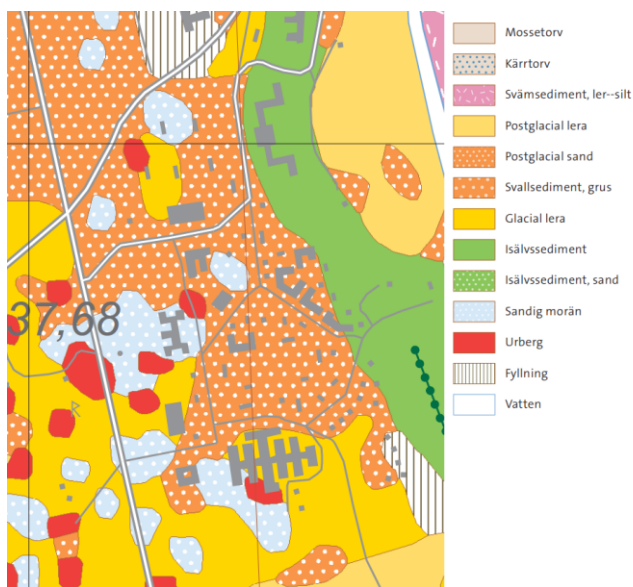 Mossetorv
Kärrtorv
Svämsediment, ler--silt
Postglacial lera
Postglacial sand
Svallsediment, grus
Glacial lera
Isälvssediment
Isälvssediment, sand
Sandig morän
Urberg
Fyllning
Vatten
37,68
R